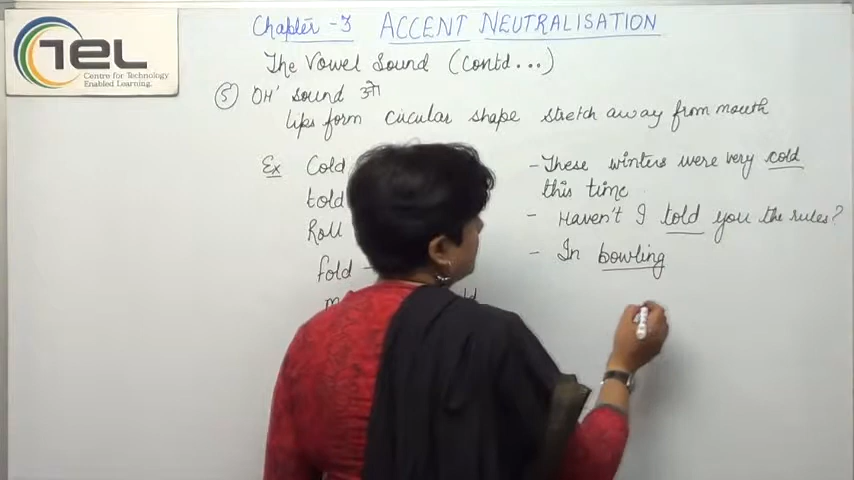 TEL
Centre for Technology
Enabled Learning.
Chapter - 3 ACCENT NEUTRALISATION
The Vowel Sound (Contd...)
5 OH' sound ओ
lips form circular shape stretch away from mouth
Ex Cold
told
Roll
fold -
- These winters were very cold
this time
- Haven't I told you the rules?
- In bowling